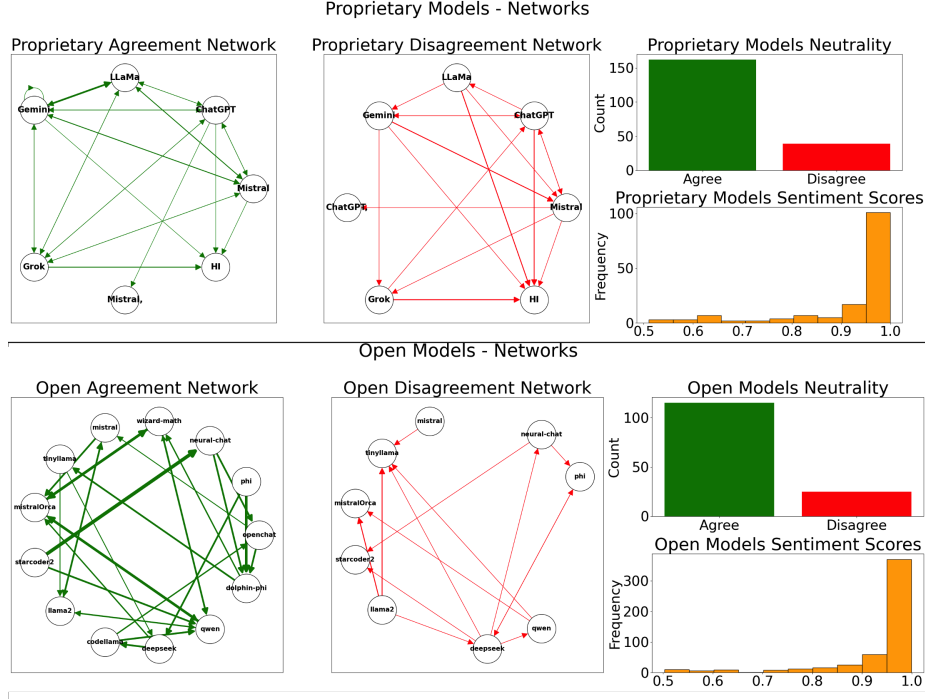 Proprietary Models - Networks
Proprietary Agreement Network
LLaMa
Gemini
ChatGPT
Mistral
Grok
HI
Mistral,
Proprietary Disagreement Network
LLaMa
Gemini
ChatGPT
ChatGPT,
Mistral
Grok
HI
Proprietary Models Neutrality
Count
150
100
50
0
Agree
Disagree
Proprietary Models Sentiment Scores
Frequency
100
50
0
0.5 0.6 0.7 0.8 0.9 1.0
Open Models - Networks
Open Agreement Network
wizard-math
mistral
neural-chat
tinyllama
phi
mistralOrca
openchat
starcoder2
dolphin-phi
llama2
qwen
codellama
deepseek
Open Disagreement Network
mistral
neural-chat
tinyllama
phi
mistralOrca
starcoder2
llama2
qwen
deepseek
Open Models Neutrality
Count
100
50
0
Agree
Disagree
Open Models Sentiment Scores
Frequency
300
200
100
0
0.5 0.6 0.7 0.8 0.9 1.0